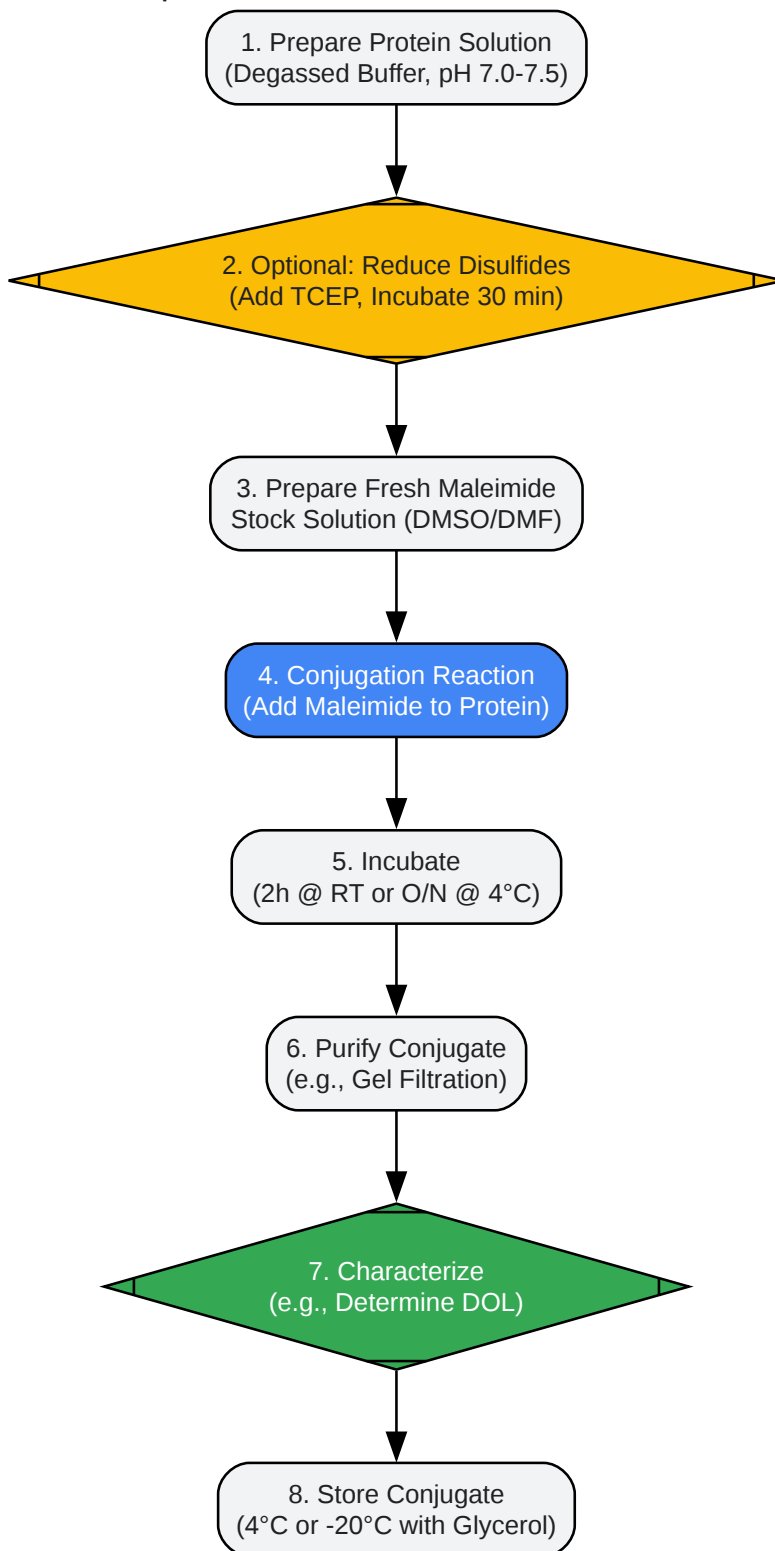 1. Prepare Protein Solution
(Degassed Buffer, pH 7.0-7.5)
2. Optional: Reduce Disulfides
(Add TCEP, Incubate 30 min)
3. Prepare Fresh Maleimide
Stock Solution (DMSO/DMF)
4. Conjugation Reaction
(Add Maleimide to Protein)
5. Incubate
(2h @ RT or O/N @ 4°C)
6. Purify Conjugate
(e.g., Gel Filtration)
7. Characterize
(e.g., Determine DOL)
8. Store Conjugate
(4°C or -20°C with Glycerol)